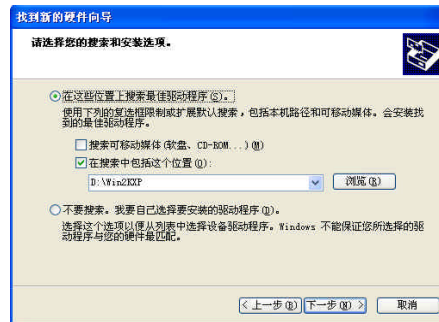 找到新的硬件向导
请选择您的搜索和安装选项。
在这些位置上搜索最佳驱动程序(S)。
使用下列的复选框限制或扩展默认搜索，包括本机路径和可移动媒体。会安装找
到的最佳驱动程序。
搜索可移动媒体(软盘、CD-ROM...)(M)
在搜索中包括这个位置(O):
D:\Win2KXP
浏览(R)
不要搜索。我要自己选择要安装的驱动程序(D)。
选择这个选项以便从列表中选择设备驱动程序。Windows 不能保证您所选择的驱
动程序与您的硬件最匹配。
< 上一步(B)
下一步(N) >
取消